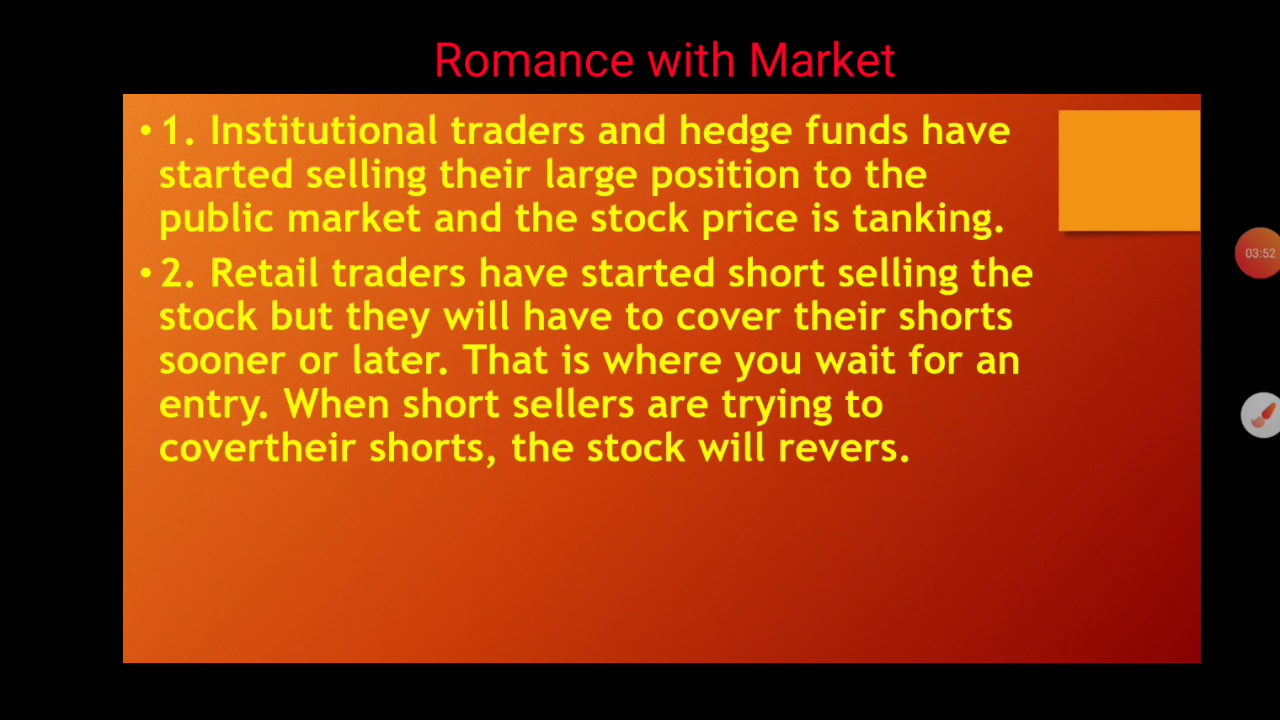 Romance with Market
• 1. Institutional traders and hedge funds have
started selling their large position to the
public market and the stock price is tanking.
• 2. Retail traders have started short selling the
stock but they will have to cover their shorts
sooner or later. That is where you wait for an
entry. When short sellers are trying to
covertheir shorts, the stock will revers.
03:52